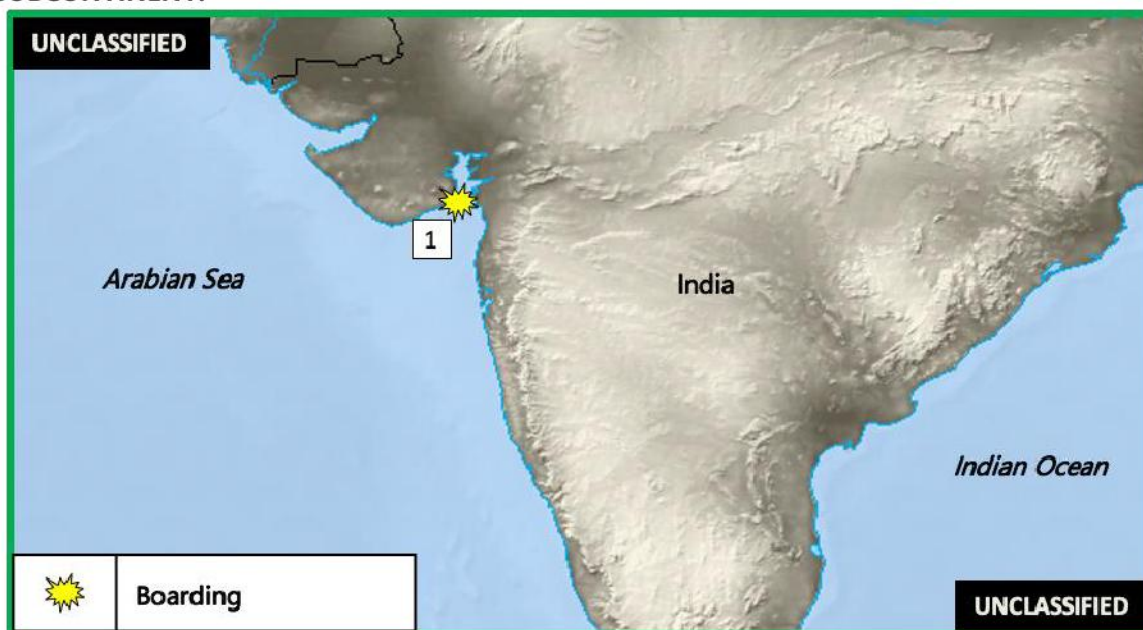 UNCLASSIFIED
1
Arabian Sea
India
Indian Ocean
Boarding
UNCLASSIFIED